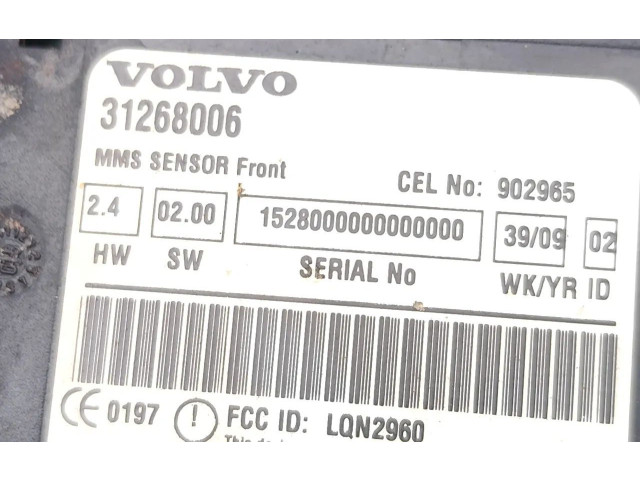 VOLVO
31268006
MMS SENSOR Front
CEL No: 902965
2.4 02.00 1528000000000000 39/09 02
HW SW SERIAL No WK/YR ID
CE 0197 ! FCC ID: LQN2960